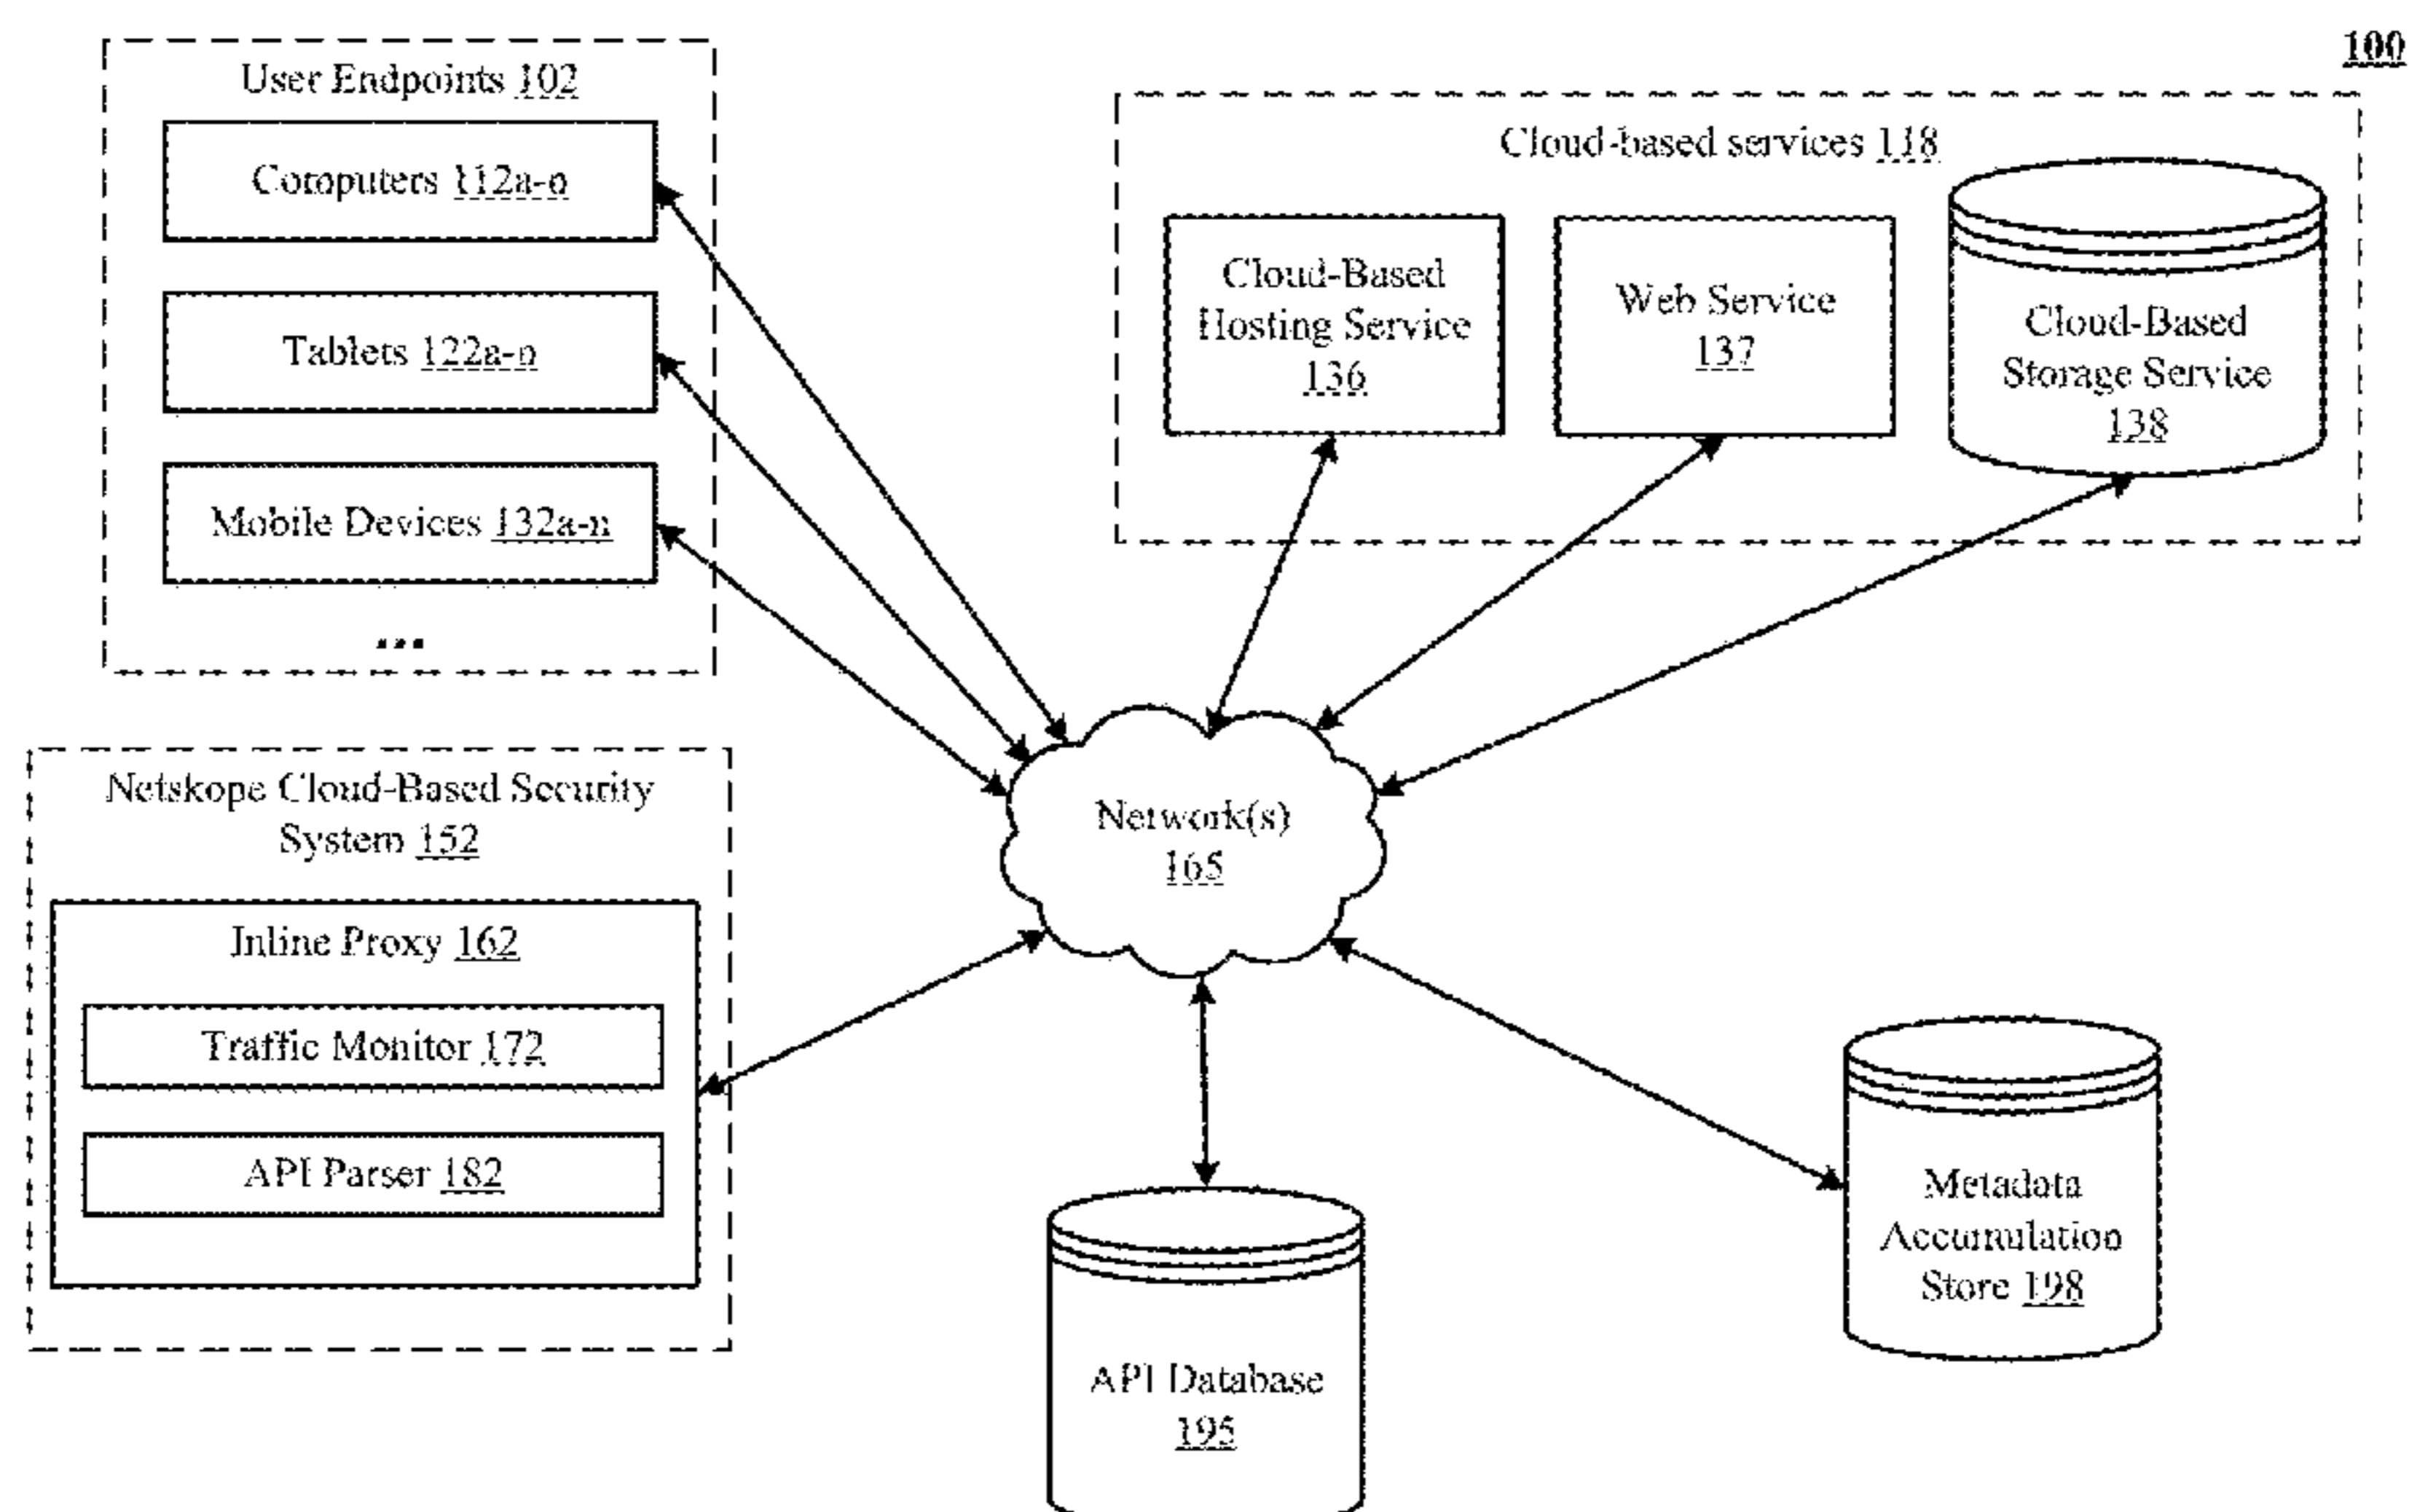 100
User Endpoints 102
Computers 112a-n
Tablets 122a-n
Mobile Devices 132a-n
...
Cloud-based services 118
Cloud-Based
Hosting Service
136
Web Service
137
Cloud-Based
Storage Service
138
Netskope Cloud-Based Security
System 152
Inline Proxy 162
Traffic Monitor 172
API Parser 182
Network(s)
165
API Database
195
Metadata
Accumulation
Store 198